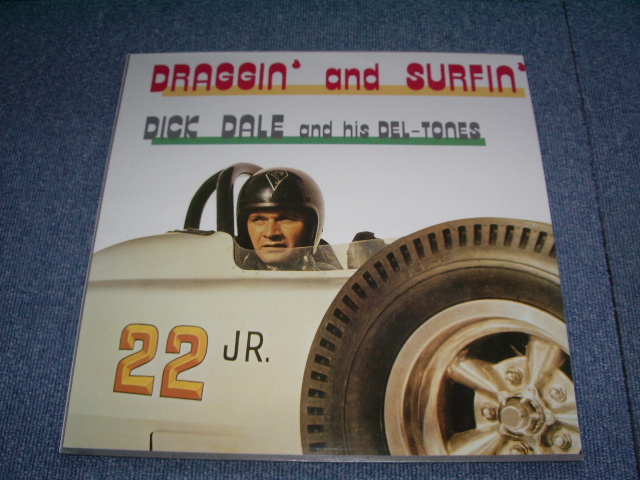 DRAGGIN' and SURFIN'
DICK DALE and his DEL-TONES
22 JR.